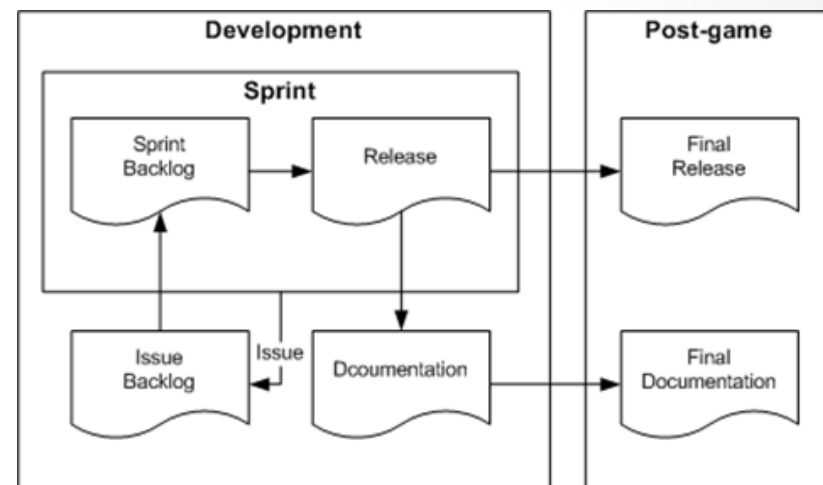 Development
Post-game
Sprint
Sprint
Backlog
Release
Final
Release
Issue
Backlog
Issue
Dcoumentation
Final
Documentation